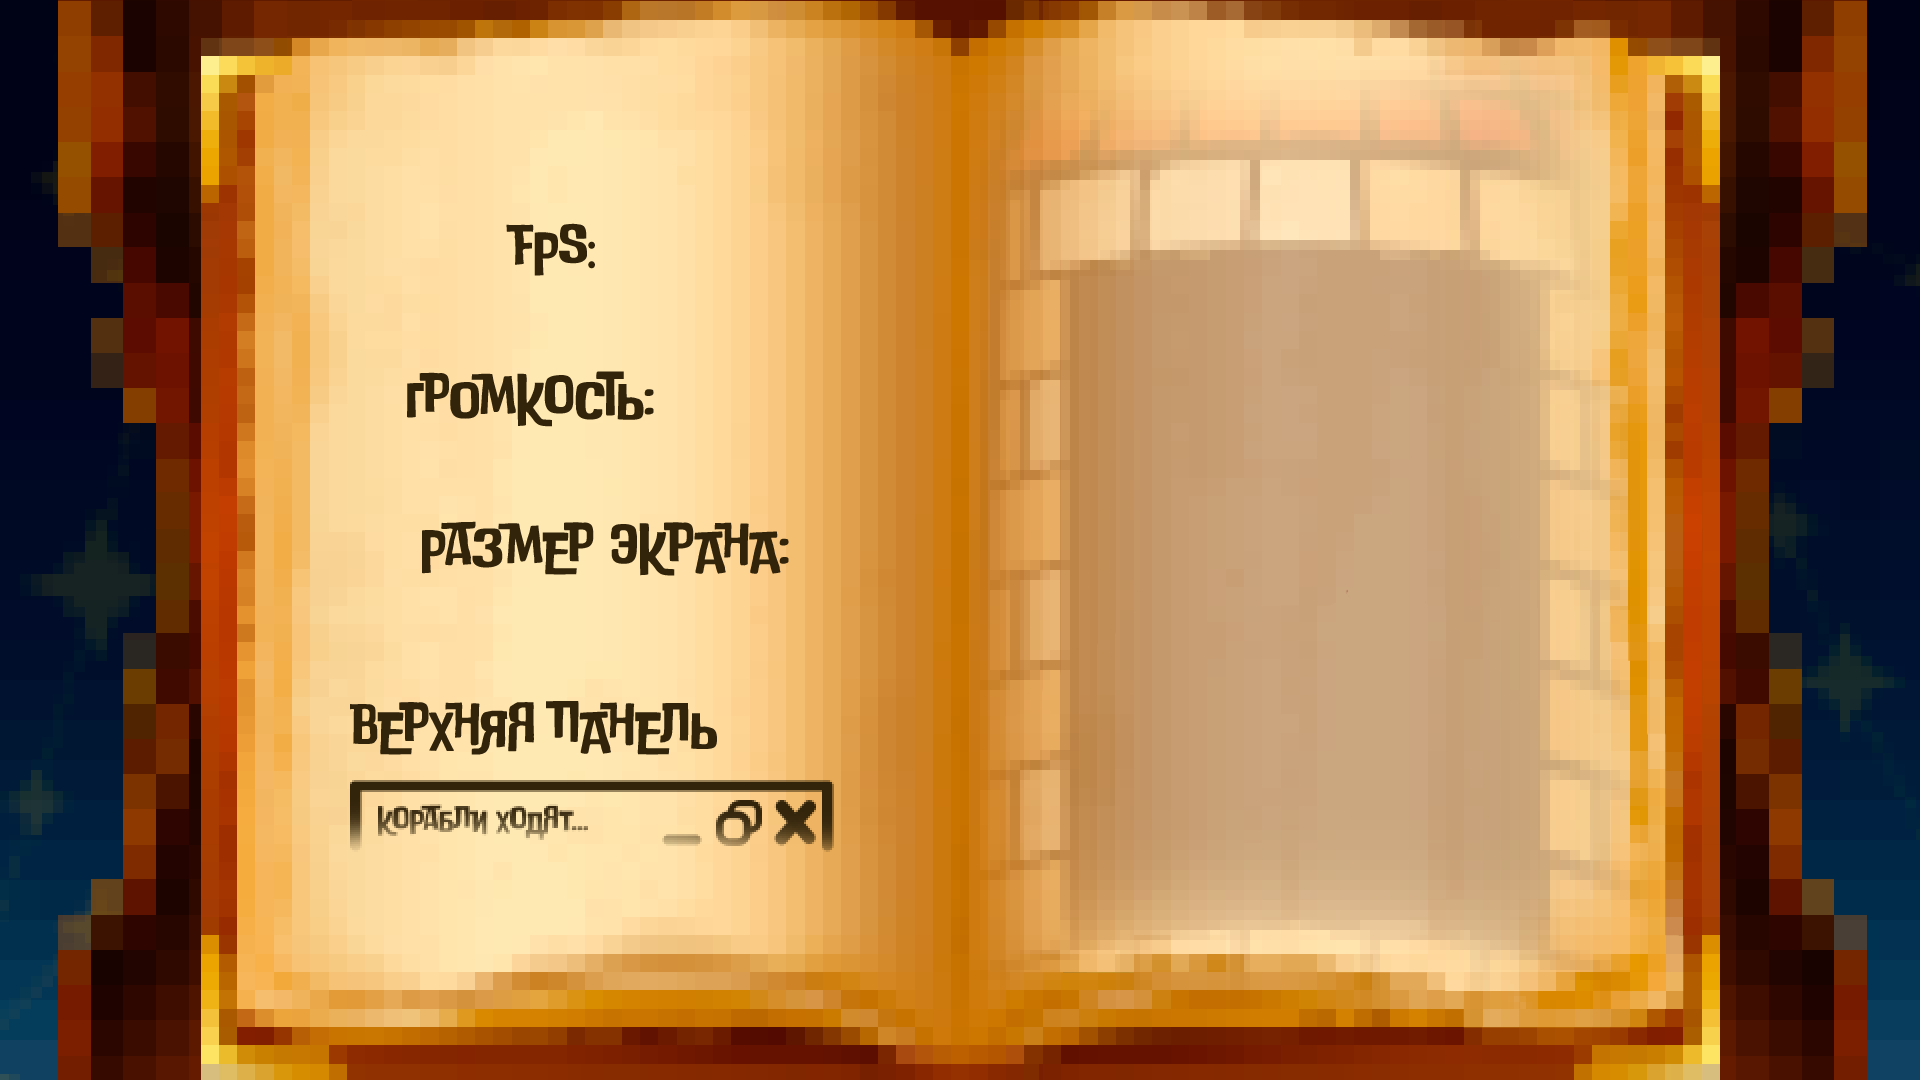 FPS:
ГРОМКОСТЬ:
РАЗМЕР ЭКРАНА:
ВЕРХНЯЯ ПАНЕЛЬ
КОРАБЛИ ХОДЯТ...